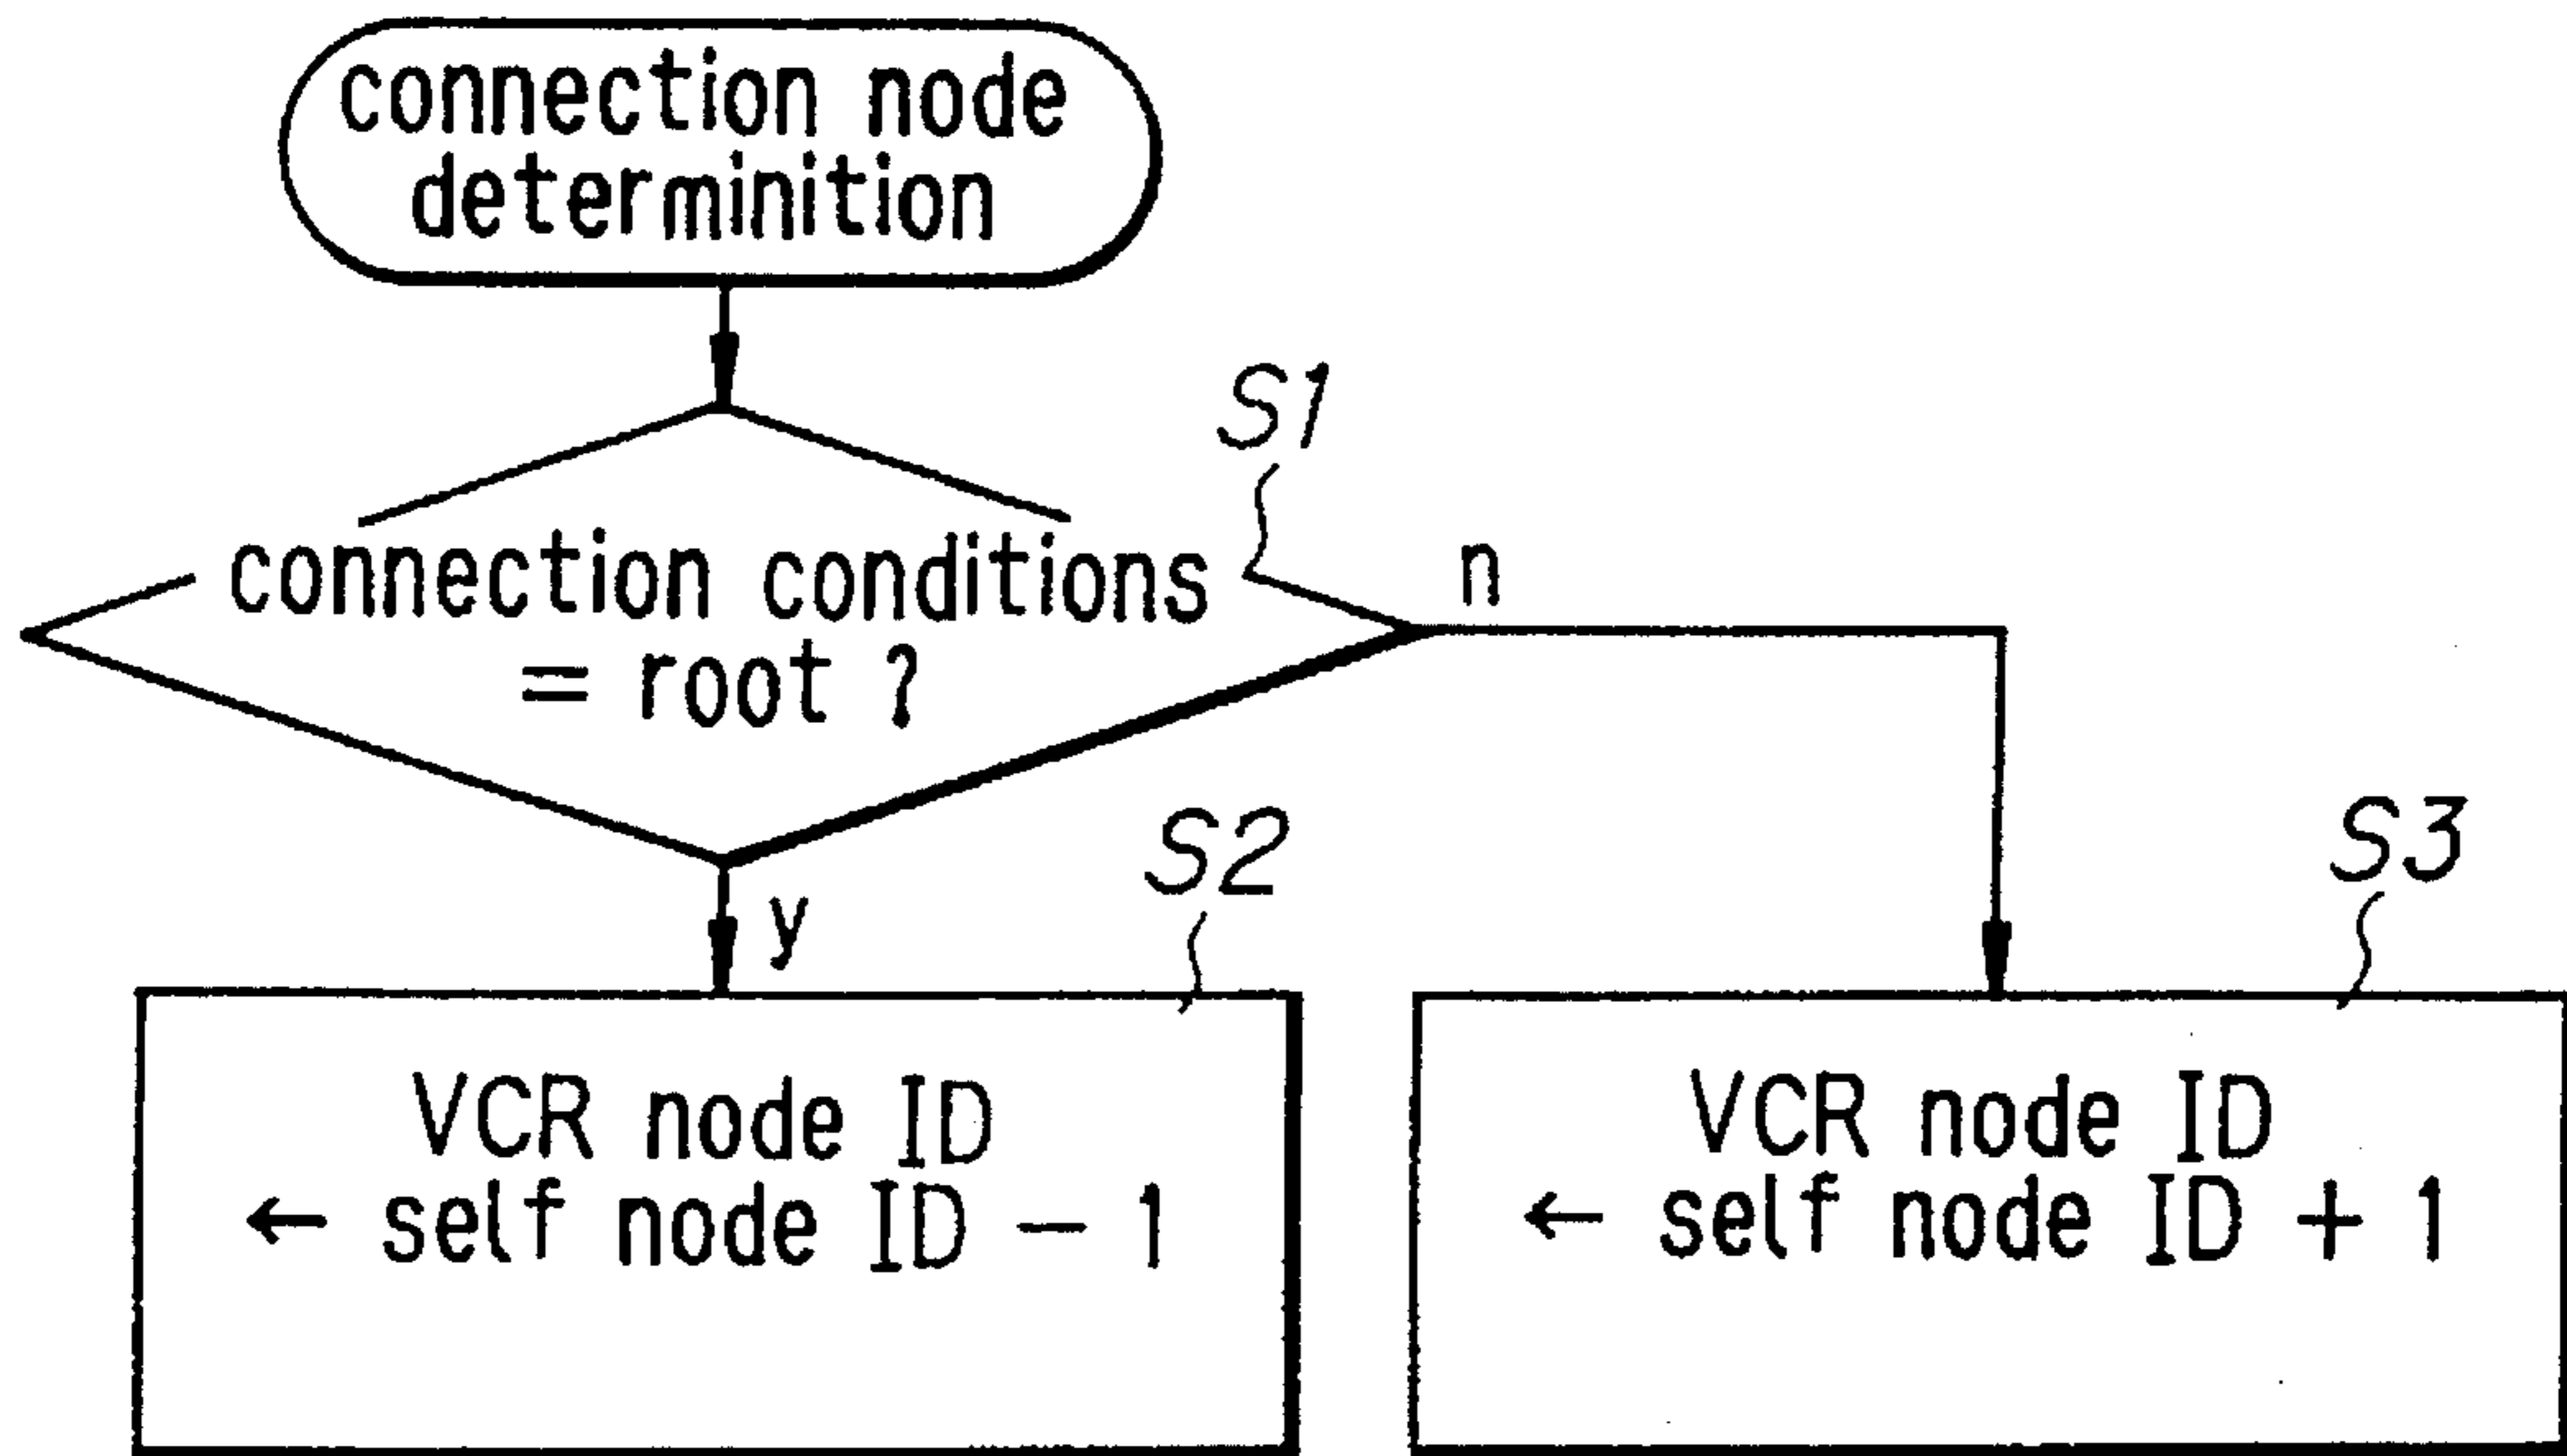 connection node
determinition
S1
connection conditions
= root ?
n
y
S2
S3
VCR node ID
← self node ID − 1
VCR node ID
← self node ID + 1